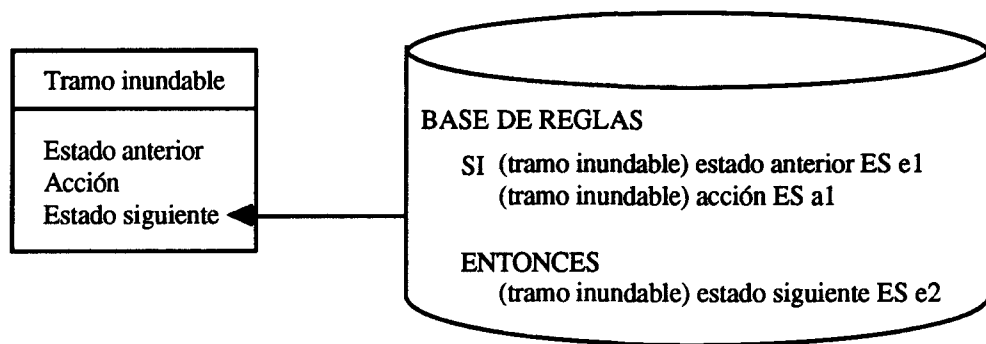 Tramo inundable
Estado anterior
Acción
Estado siguiente
BASE DE REGLAS
SI (tramo inundable) estado anterior ES e1
(tramo inundable) acción ES a1
ENTONCES
(tramo inundable) estado siguiente ES e2